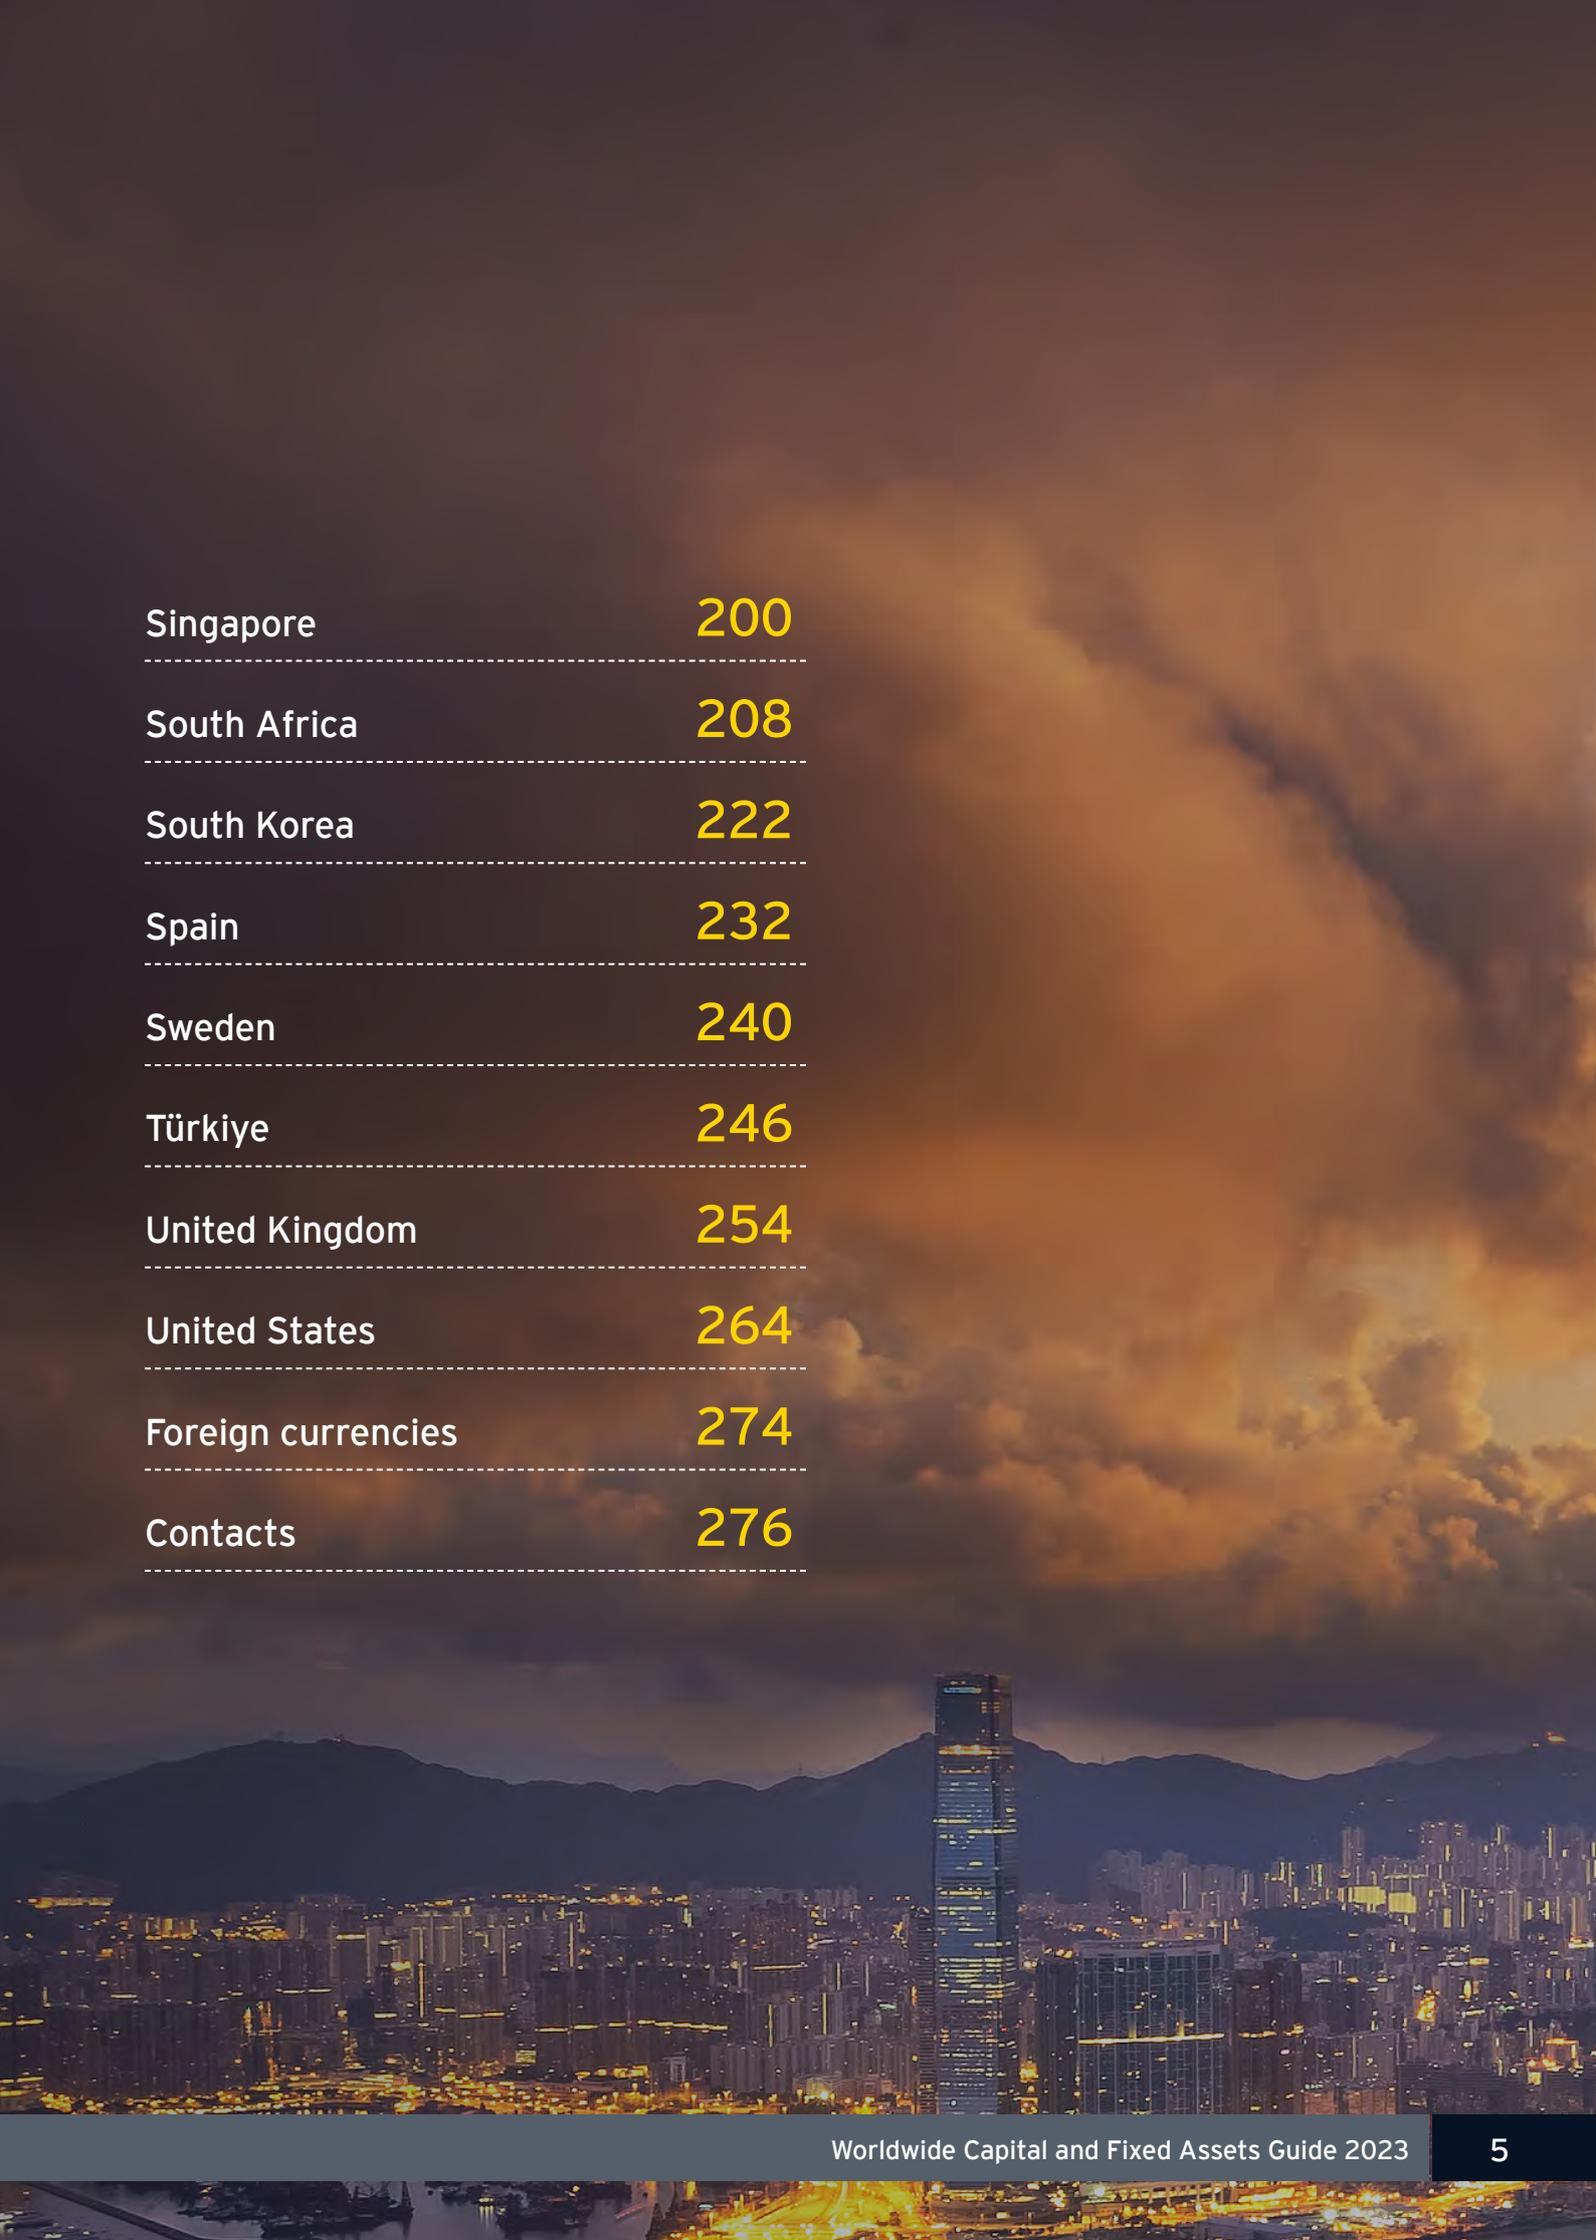 Singapore 200
South Africa 208
South Korea 222
Spain 232
Sweden 240
Türkiye 246
United Kingdom 254
United States 264
Foreign currencies 274
Contacts 276
Worldwide Capital and Fixed Assets Guide 2023 5